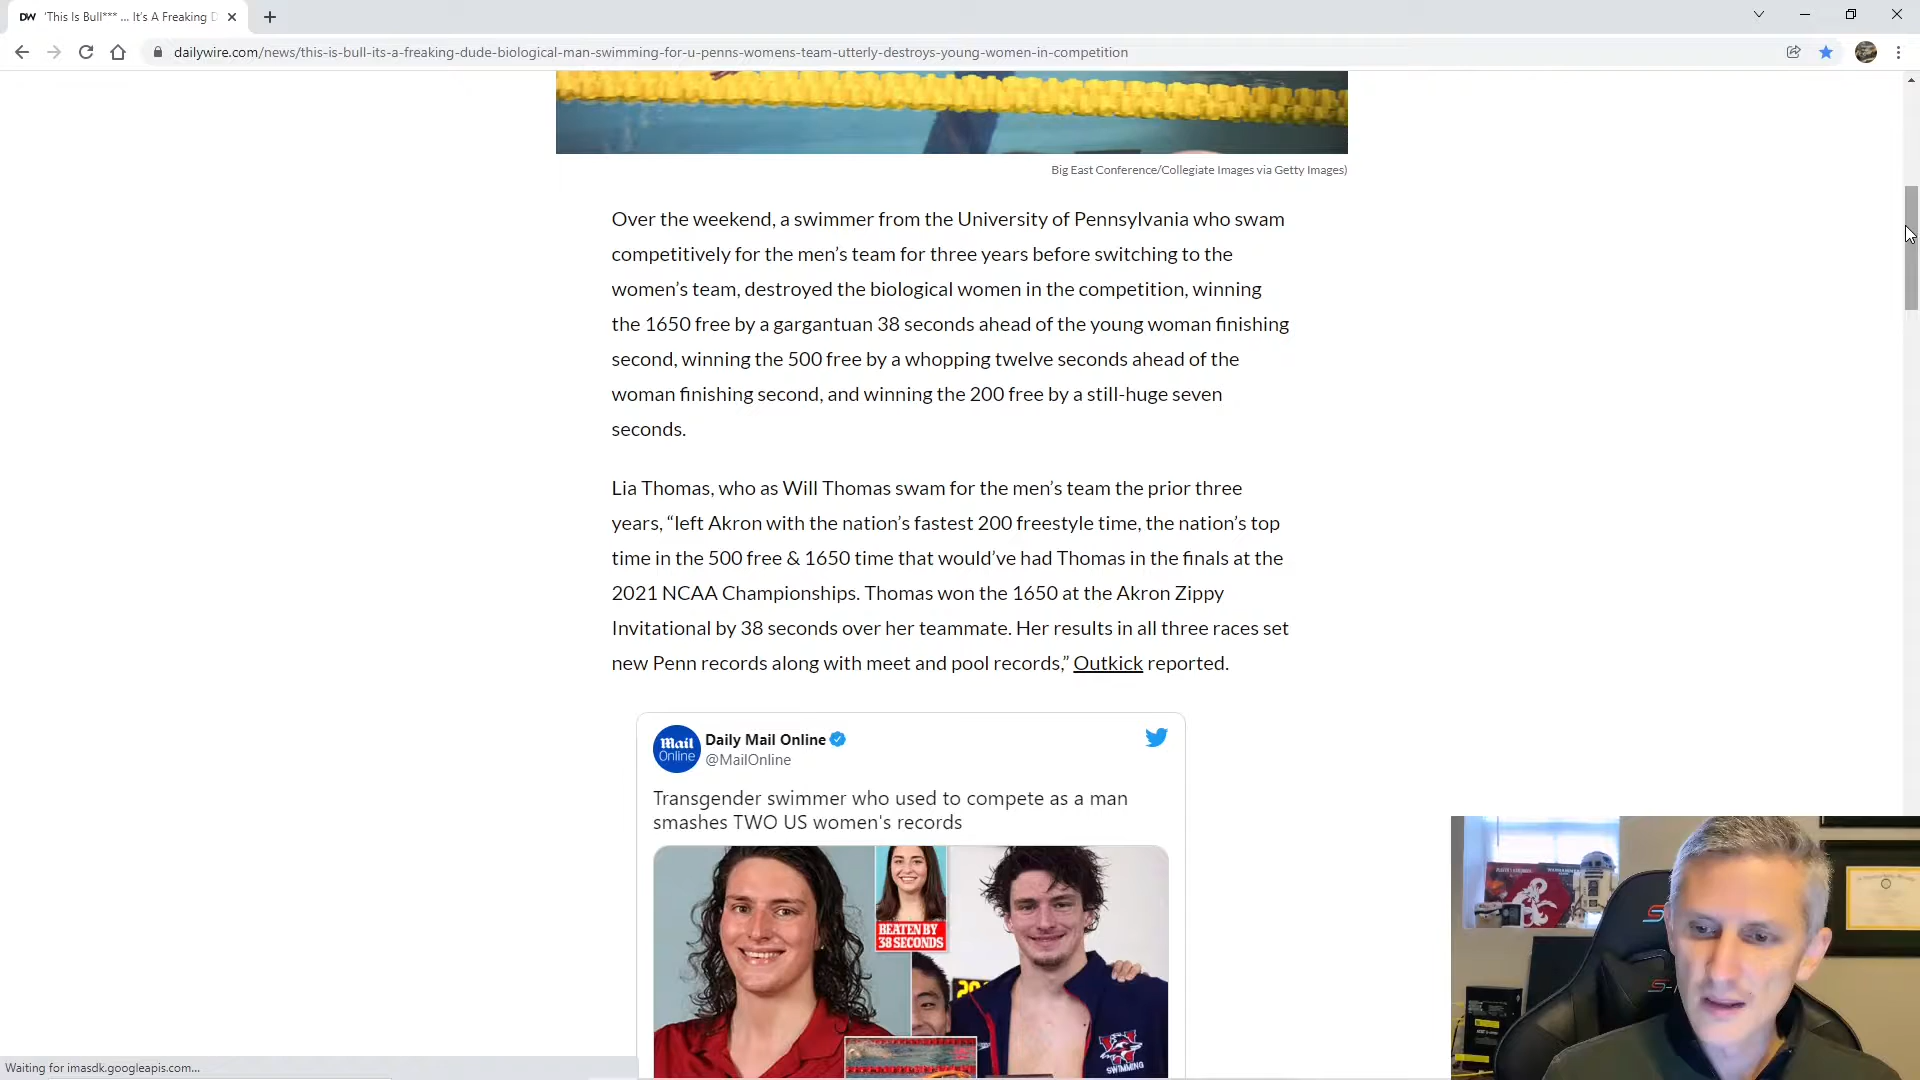 DW 'This Is Bull*** ... It's A Freaking D
dailywire.com/news/this-is-bull-its-a-freaking-dude-biological-man-swimming-for-u-penns-womens-team-utterly-destroys-young-women-in-competition
Big East Conference/Collegiate Images via Getty Images)
Over the weekend, a swimmer from the University of Pennsylvania who swam
competitively for the men’s team for three years before switching to the
women’s team, destroyed the biological women in the competition, winning
the 1650 free by a gargantuan 38 seconds ahead of the young woman finishing
second, winning the 500 free by a whopping twelve seconds ahead of the
woman finishing second, and winning the 200 free by a still-huge seven
seconds.
Lia Thomas, who as Will Thomas swam for the men’s team the prior three
years, “left Akron with the nation’s fastest 200 freestyle time, the nation’s top
time in the 500 free & 1650 time that would’ve had Thomas in the finals at the
2021 NCAA Championships. Thomas won the 1650 at the Akron Zippy
Invitational by 38 seconds over her teammate. Her results in all three races set
new Penn records along with meet and pool records,” Outkick reported.
Mail
Online
Daily Mail Online
@MailOnline
Transgender swimmer who used to compete as a man
smashes TWO US women's records
BEATEN BY
38 SECONDS
SWIMMING
Waiting for imasdk.googleapis.com...